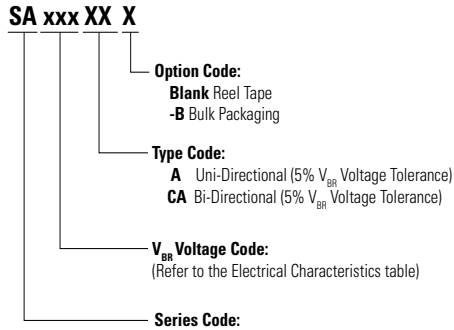 SA xxx XX X
Option Code:
Blank Reel Tape
-B Bulk Packaging
Type Code:
A Uni-Directional (5% VBR Voltage Tolerance)
CA Bi-Directional (5% VBR Voltage Tolerance)
VBR Voltage Code:
(Refer to the Electrical Characteristics table)
Series Code: